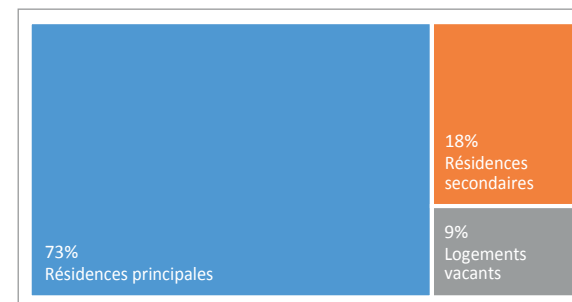 73%
Résidences principales
18%
Résidences
secondaires
9%
Logements
vacants